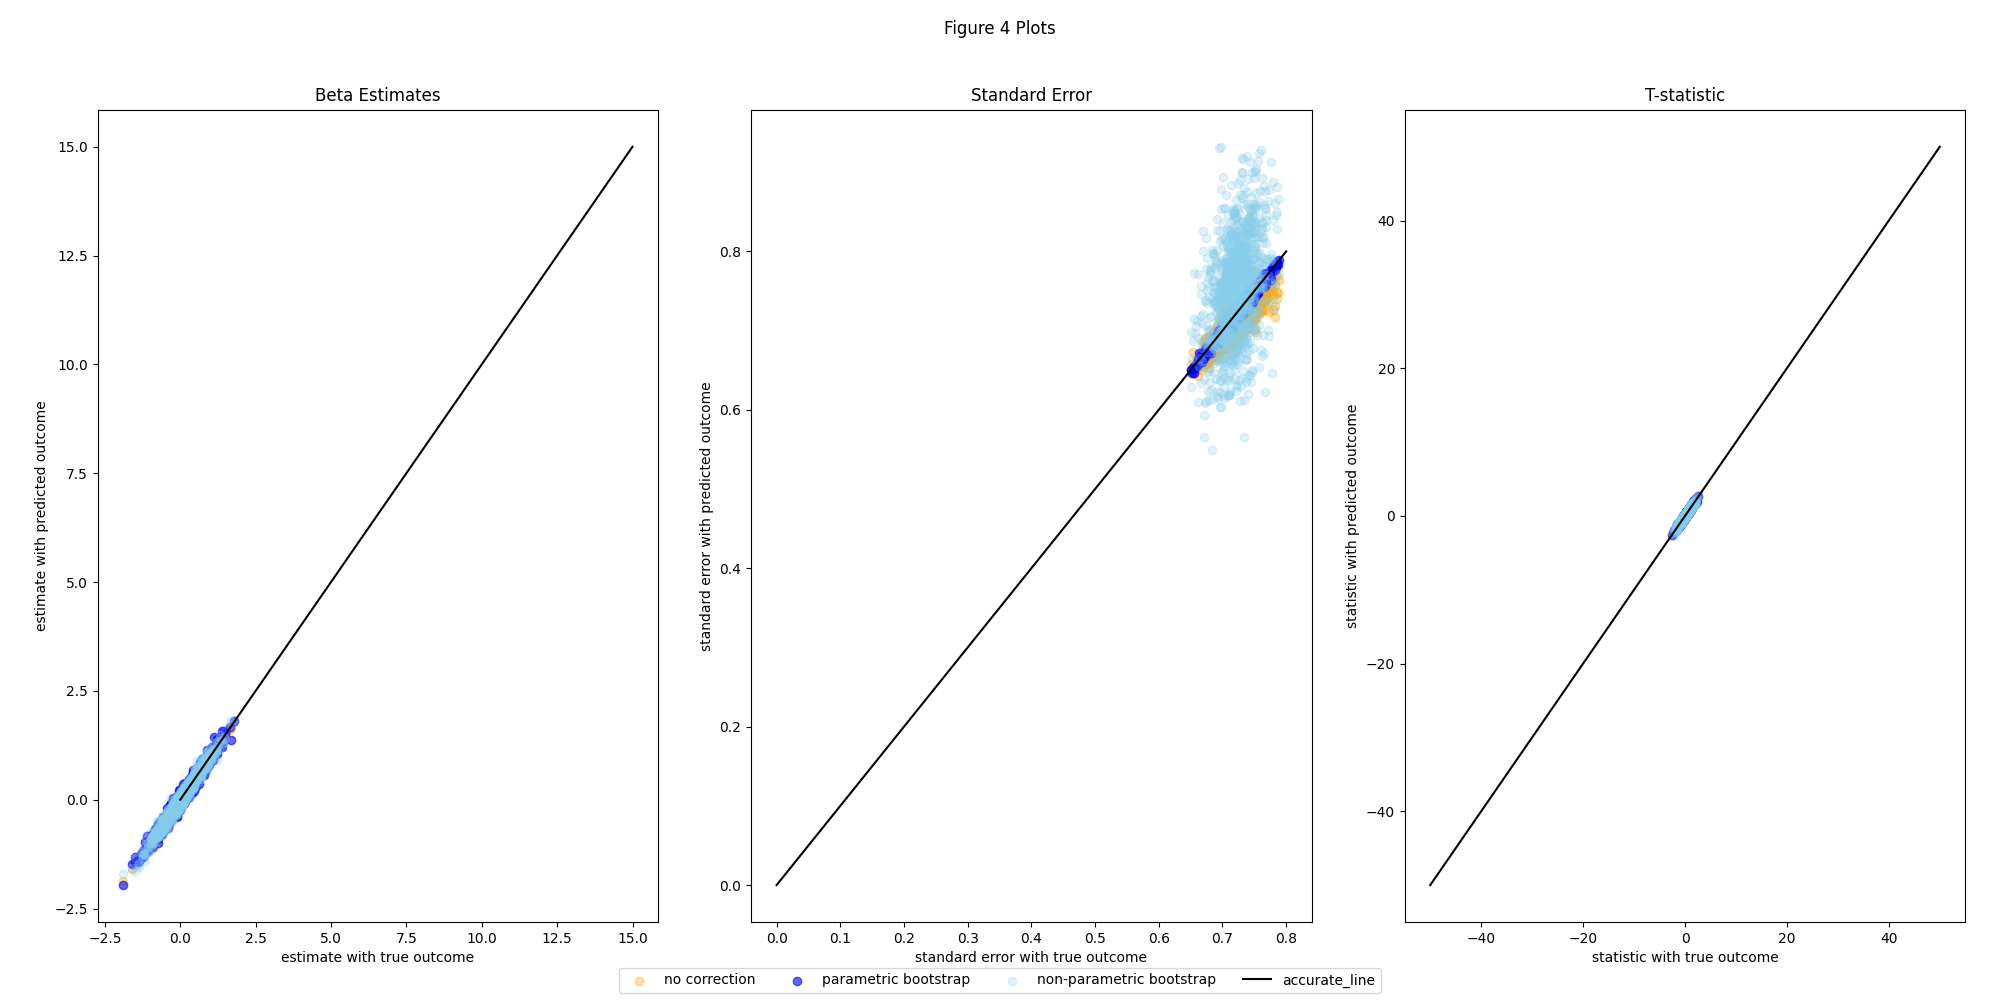 Figure 4 Plots
Beta Estimates
estimate with predicted outcome
15.0
12.5
10.0
7.5
5.0
2.5
0.0
−2.5
−2.5 0.0 2.5 5.0 7.5 10.0 12.5 15.0
estimate with true outcome
Standard Error
standard error with predicted outcome
0.8
0.6
0.4
0.2
0.0
0.0 0.1 0.2 0.3 0.4 0.5 0.6 0.7 0.8
standard error with true outcome
T-statistic
statistic with predicted outcome
40
20
0
−20
−40
−40 −20 0 20 40
statistic with true outcome
no correction parametric bootstrap non-parametric bootstrap accurate_line